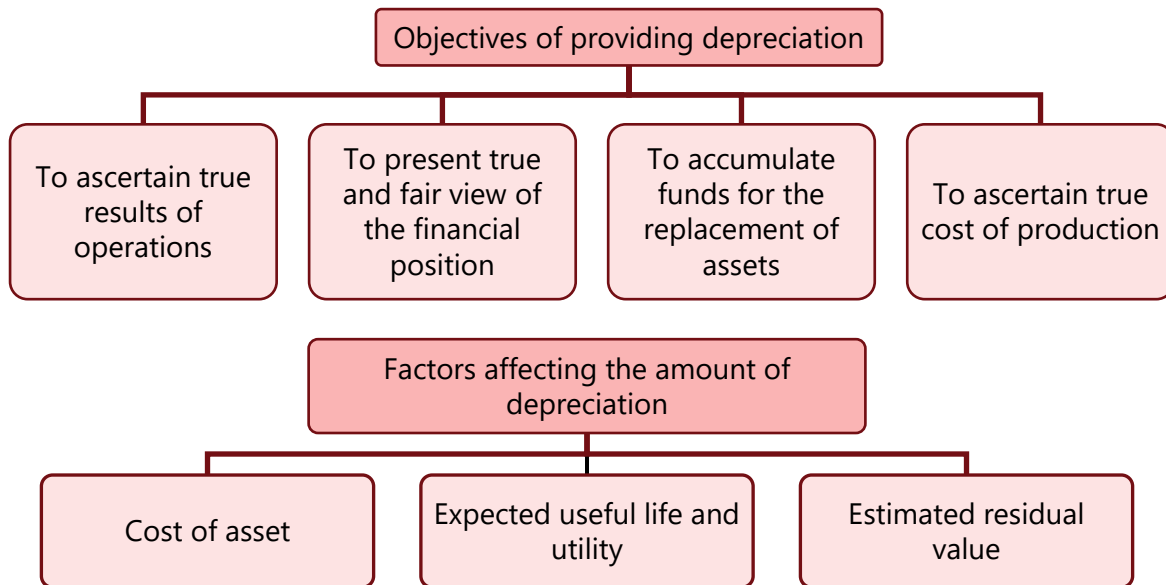 Objectives of providing depreciation
To ascertain true
results of
operations
To present true
and fair view of
the financial
position
To accumulate
funds for the
replacement of
assets
To ascertain true
cost of production
Factors affecting the amount of
depreciation
Cost of asset
Expected useful life and
utility
Estimated residual
value